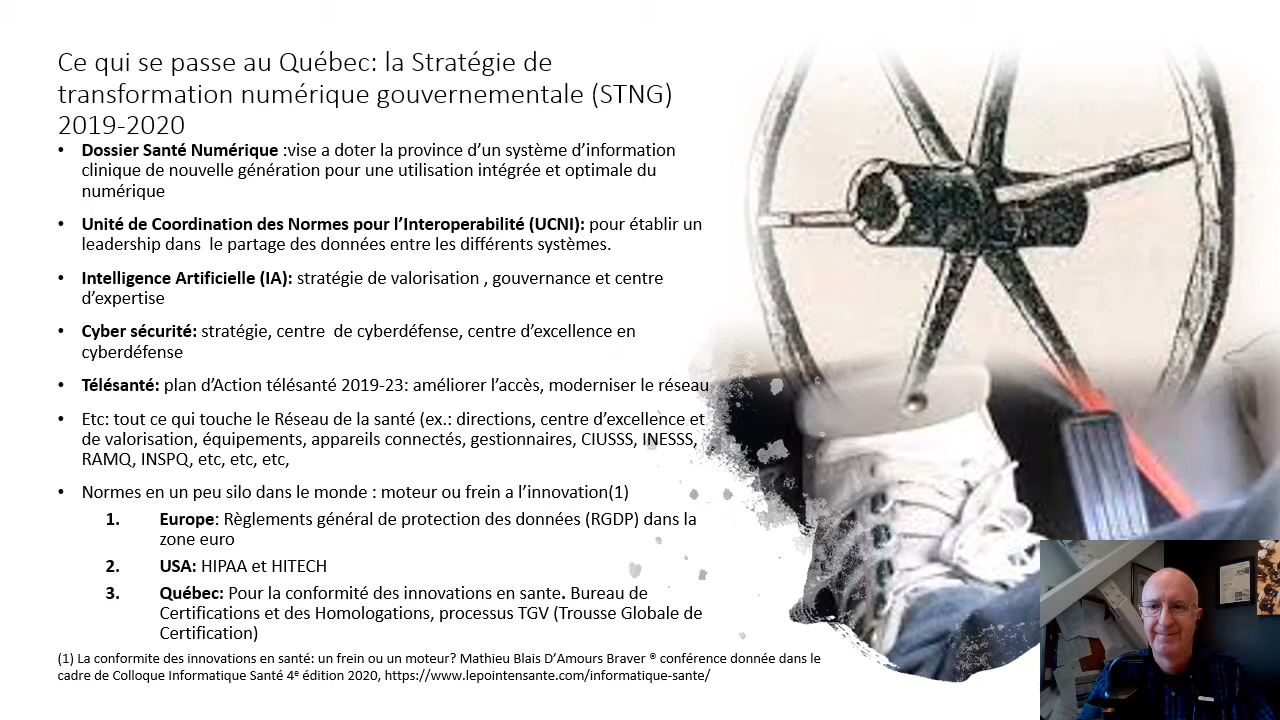 Ce qui se passe au Québec: la Stratégie de
transformation numérique gouvernementale (STNG)
2019-2020
• Dossier Santé Numérique :vise a doter la province d’un système d’information
clinique de nouvelle génération pour une utilisation intégrée et optimale du
numérique
• Unité de Coordination des Normes pour l’Interoperabilité (UCNI): pour établir un
leadership dans le partage des données entre les différents systèmes.
• Intelligence Artificielle (IA): stratégie de valorisation , gouvernance et centre
d’expertise
• Cyber sécurité: stratégie, centre de cyberdéfense, centre d’excellence en
cyberdéfense
• Télésanté: plan d’Action télésanté 2019-23: améliorer l’accès, moderniser le réseau
• Etc: tout ce qui touche le Réseau de la santé (ex.: directions, centre d’excellence et
de valorisation, équipements, appareils connectés, gestionnaires, CIUSSS, INESSS,
RAMQ, INSPQ, etc, etc, etc,
• Normes en un peu silo dans le monde : moteur ou frein a l’innovation(1)
1. Europe: Règlements général de protection des données (RGDP) dans la
zone euro
2. USA: HIPAA et HITECH
3. Québec: Pour la conformité des innovations en sante. Bureau de
Certifications et des Homologations, processus TGV (Trousse Globale de
Certification)
(1) La conformite des innovations en santé: un frein ou un moteur? Mathieu Blais D’Amours Braver ® conférence donnée dans le
cadre de Colloque Informatique Santé 4e édition 2020, https://www.lepointensante.com/informatique-sante/